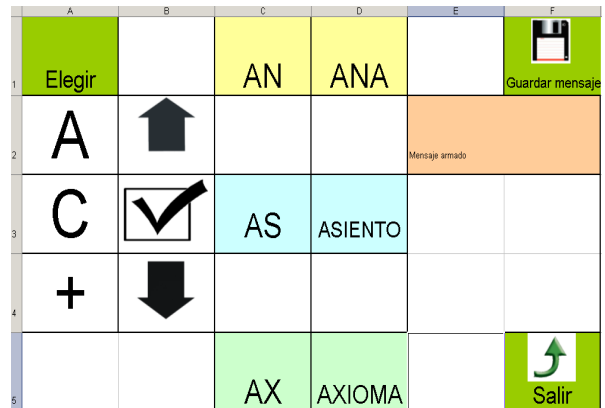 A B C D E F
1 Elegir AN ANA Guardar mensaje
2 A Mensaje armado
3 C AS ASIENTO
4 +
5 AX AXIOMA Salir